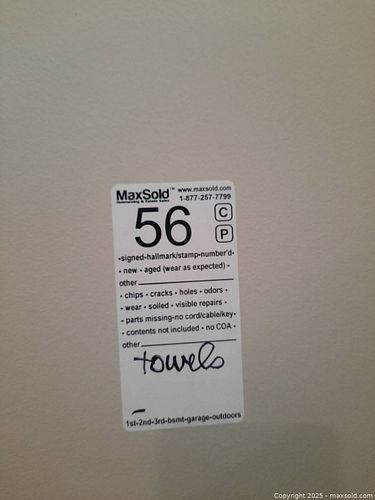 MaxSold™ www.maxsold.com
Downsizing & Estate Sales 1-877-257-7799
56 C
P
•signed-hallmark/stamp-number'd•
• new • aged (wear as expected) •
other
• chips • cracks • holes • odors •
• wear • soiled • visible repairs •
• parts missing-no cord/cable/key•
• contents not included • no COA •
other
towels
1st-2nd-3rd-bsmt-garage-outdoors
Copyright 2025 - maxsold.com